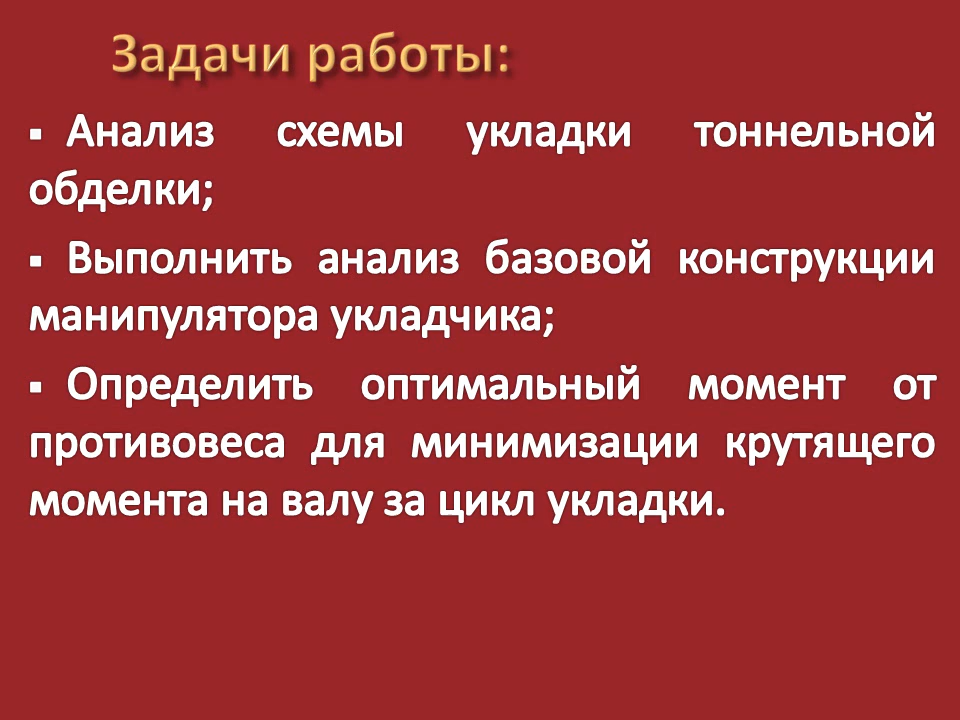 Задачи работы:
▪ Анализ схемы укладки тоннельной
обделки;
▪ Выполнить анализ базовой конструкции
манипулятора укладчика;
▪ Определить оптимальный момент от
противовеса для минимизации крутящего
момента на валу за цикл укладки.